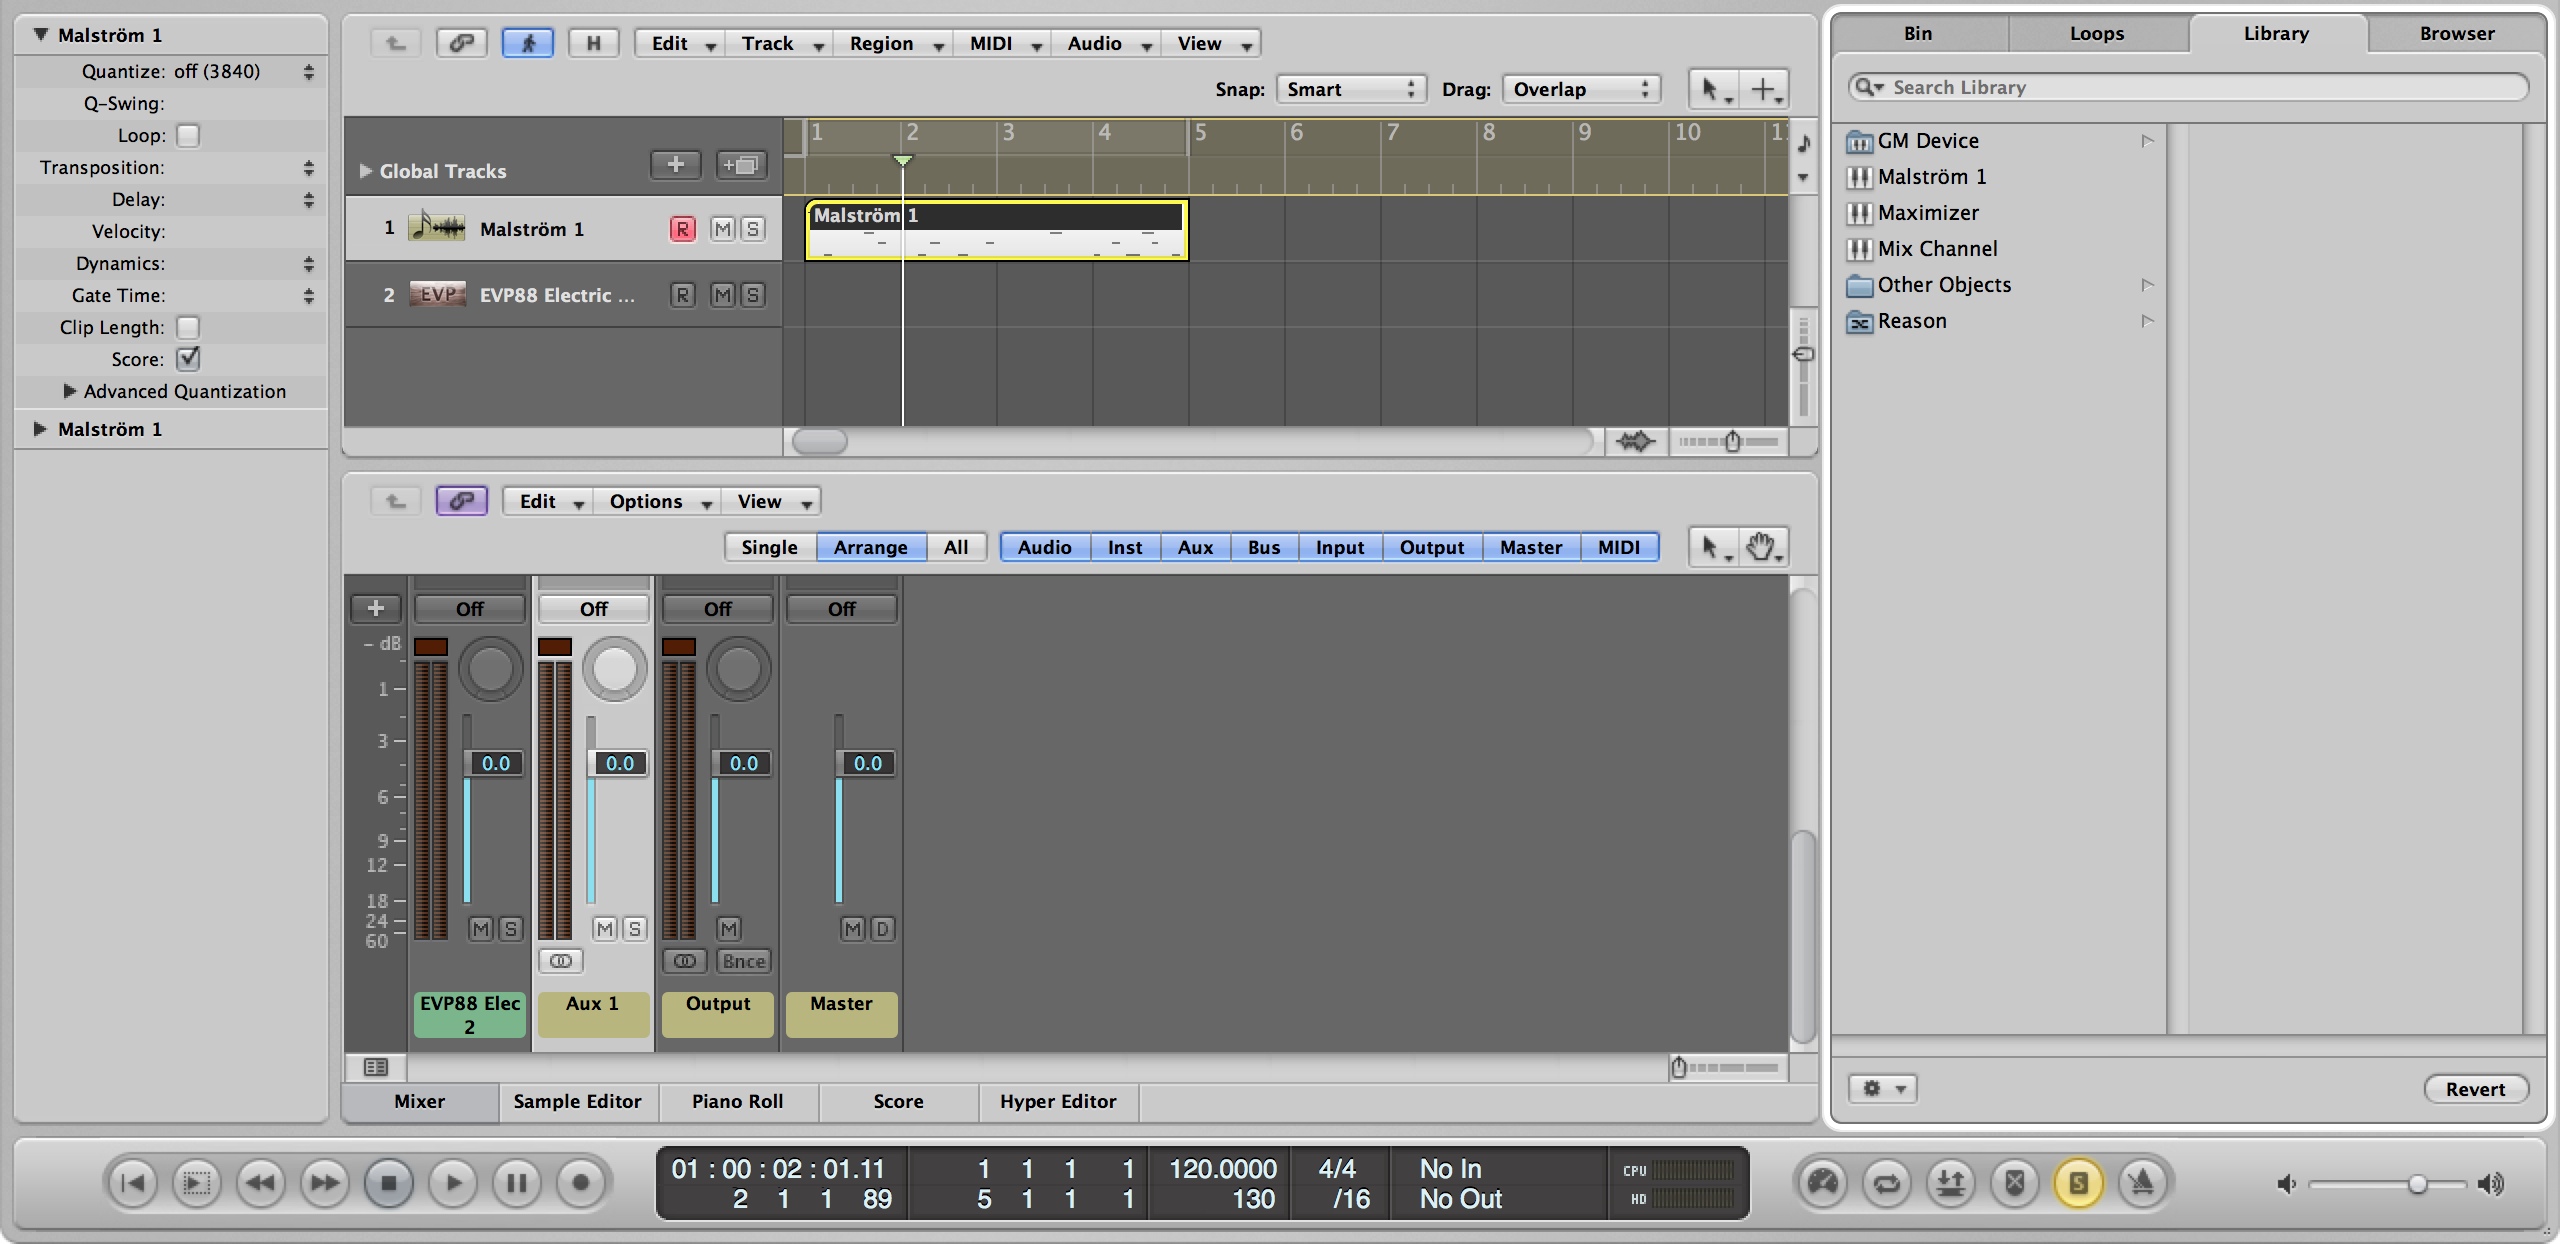 Malström 1
Quantize: off (3840)
Q-Swing:
Loop:
Transposition:
Delay:
Velocity:
Dynamics:
Gate Time:
Clip Length:
Score:
Advanced Quantization
Malström 1
H Edit Track Region MIDI Audio View
Snap: Smart Drag: Overlap
1 2 3 4 5 6 7 8 9 10 11
Global Tracks
1 Malström 1 R M S
Malström 1
2 EVP EVP88 Electric ... R M S
Edit Options View
Single Arrange All Audio Inst Aux Bus Input Output Master MIDI
+ Off Off Off Off
- dB
1
3
0.0 0.0 0.0 0.0
6
9
12
18
24
60
M S M S M M D
Bnce
EVP88 Elec
2
Aux 1
Output
Master
Mixer Sample Editor Piano Roll Score Hyper Editor
Bin Loops Library Browser
Search Library
GM Device
Malström 1
Maximizer
Mix Channel
Other Objects
Reason
Revert
01 : 00 : 02 : 01.11 1 1 1 1 120.0000 4/4 No In CPU
2 1 1 89 5 1 1 1 130 /16 No Out HD
S